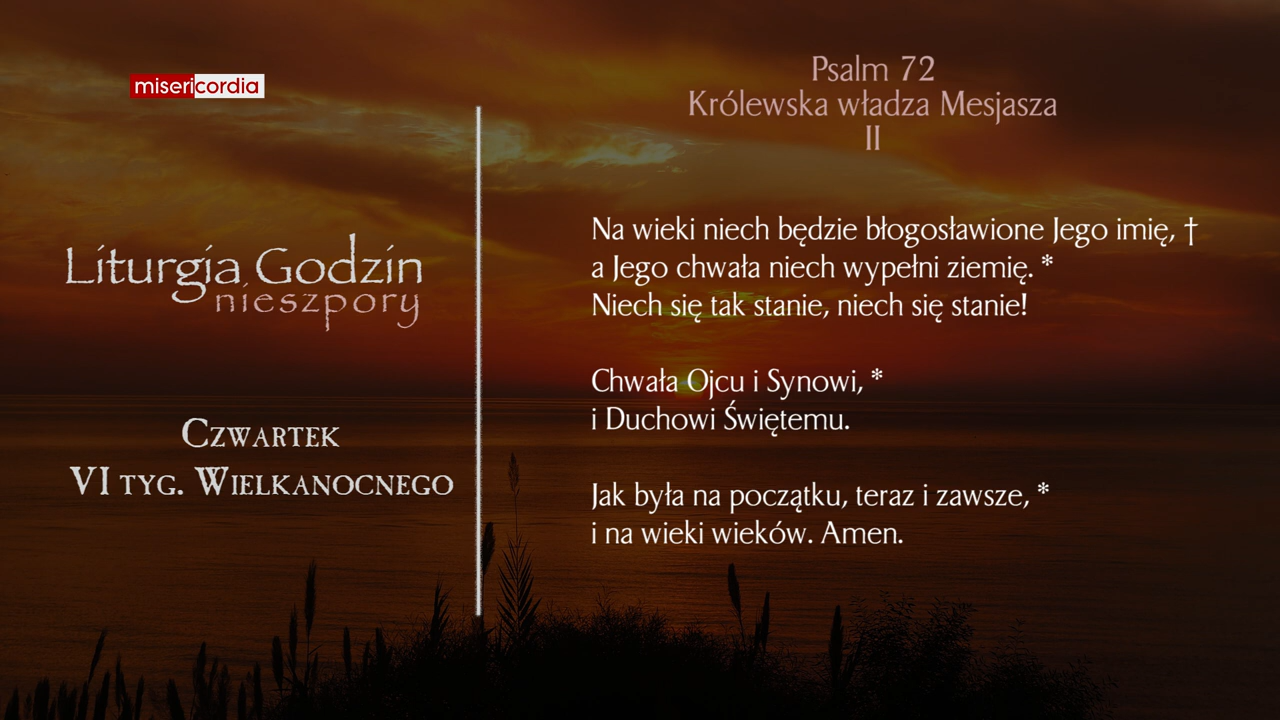 misericordia
Liturgia Godzin
nieszpory
Czwartek
VI tyg. Wielkanocnego
Psalm 72
Królewska władza Mesjasza
II
Na wieki niech będzie błogosławione Jego imię, †
a Jego chwała niech wypełni ziemię. *
Niech się tak stanie, niech się stanie!
Chwała Ojcu i Synowi, *
i Duchowi Świętemu.
Jak była na początku, teraz i zawsze, *
i na wieki wieków. Amen.